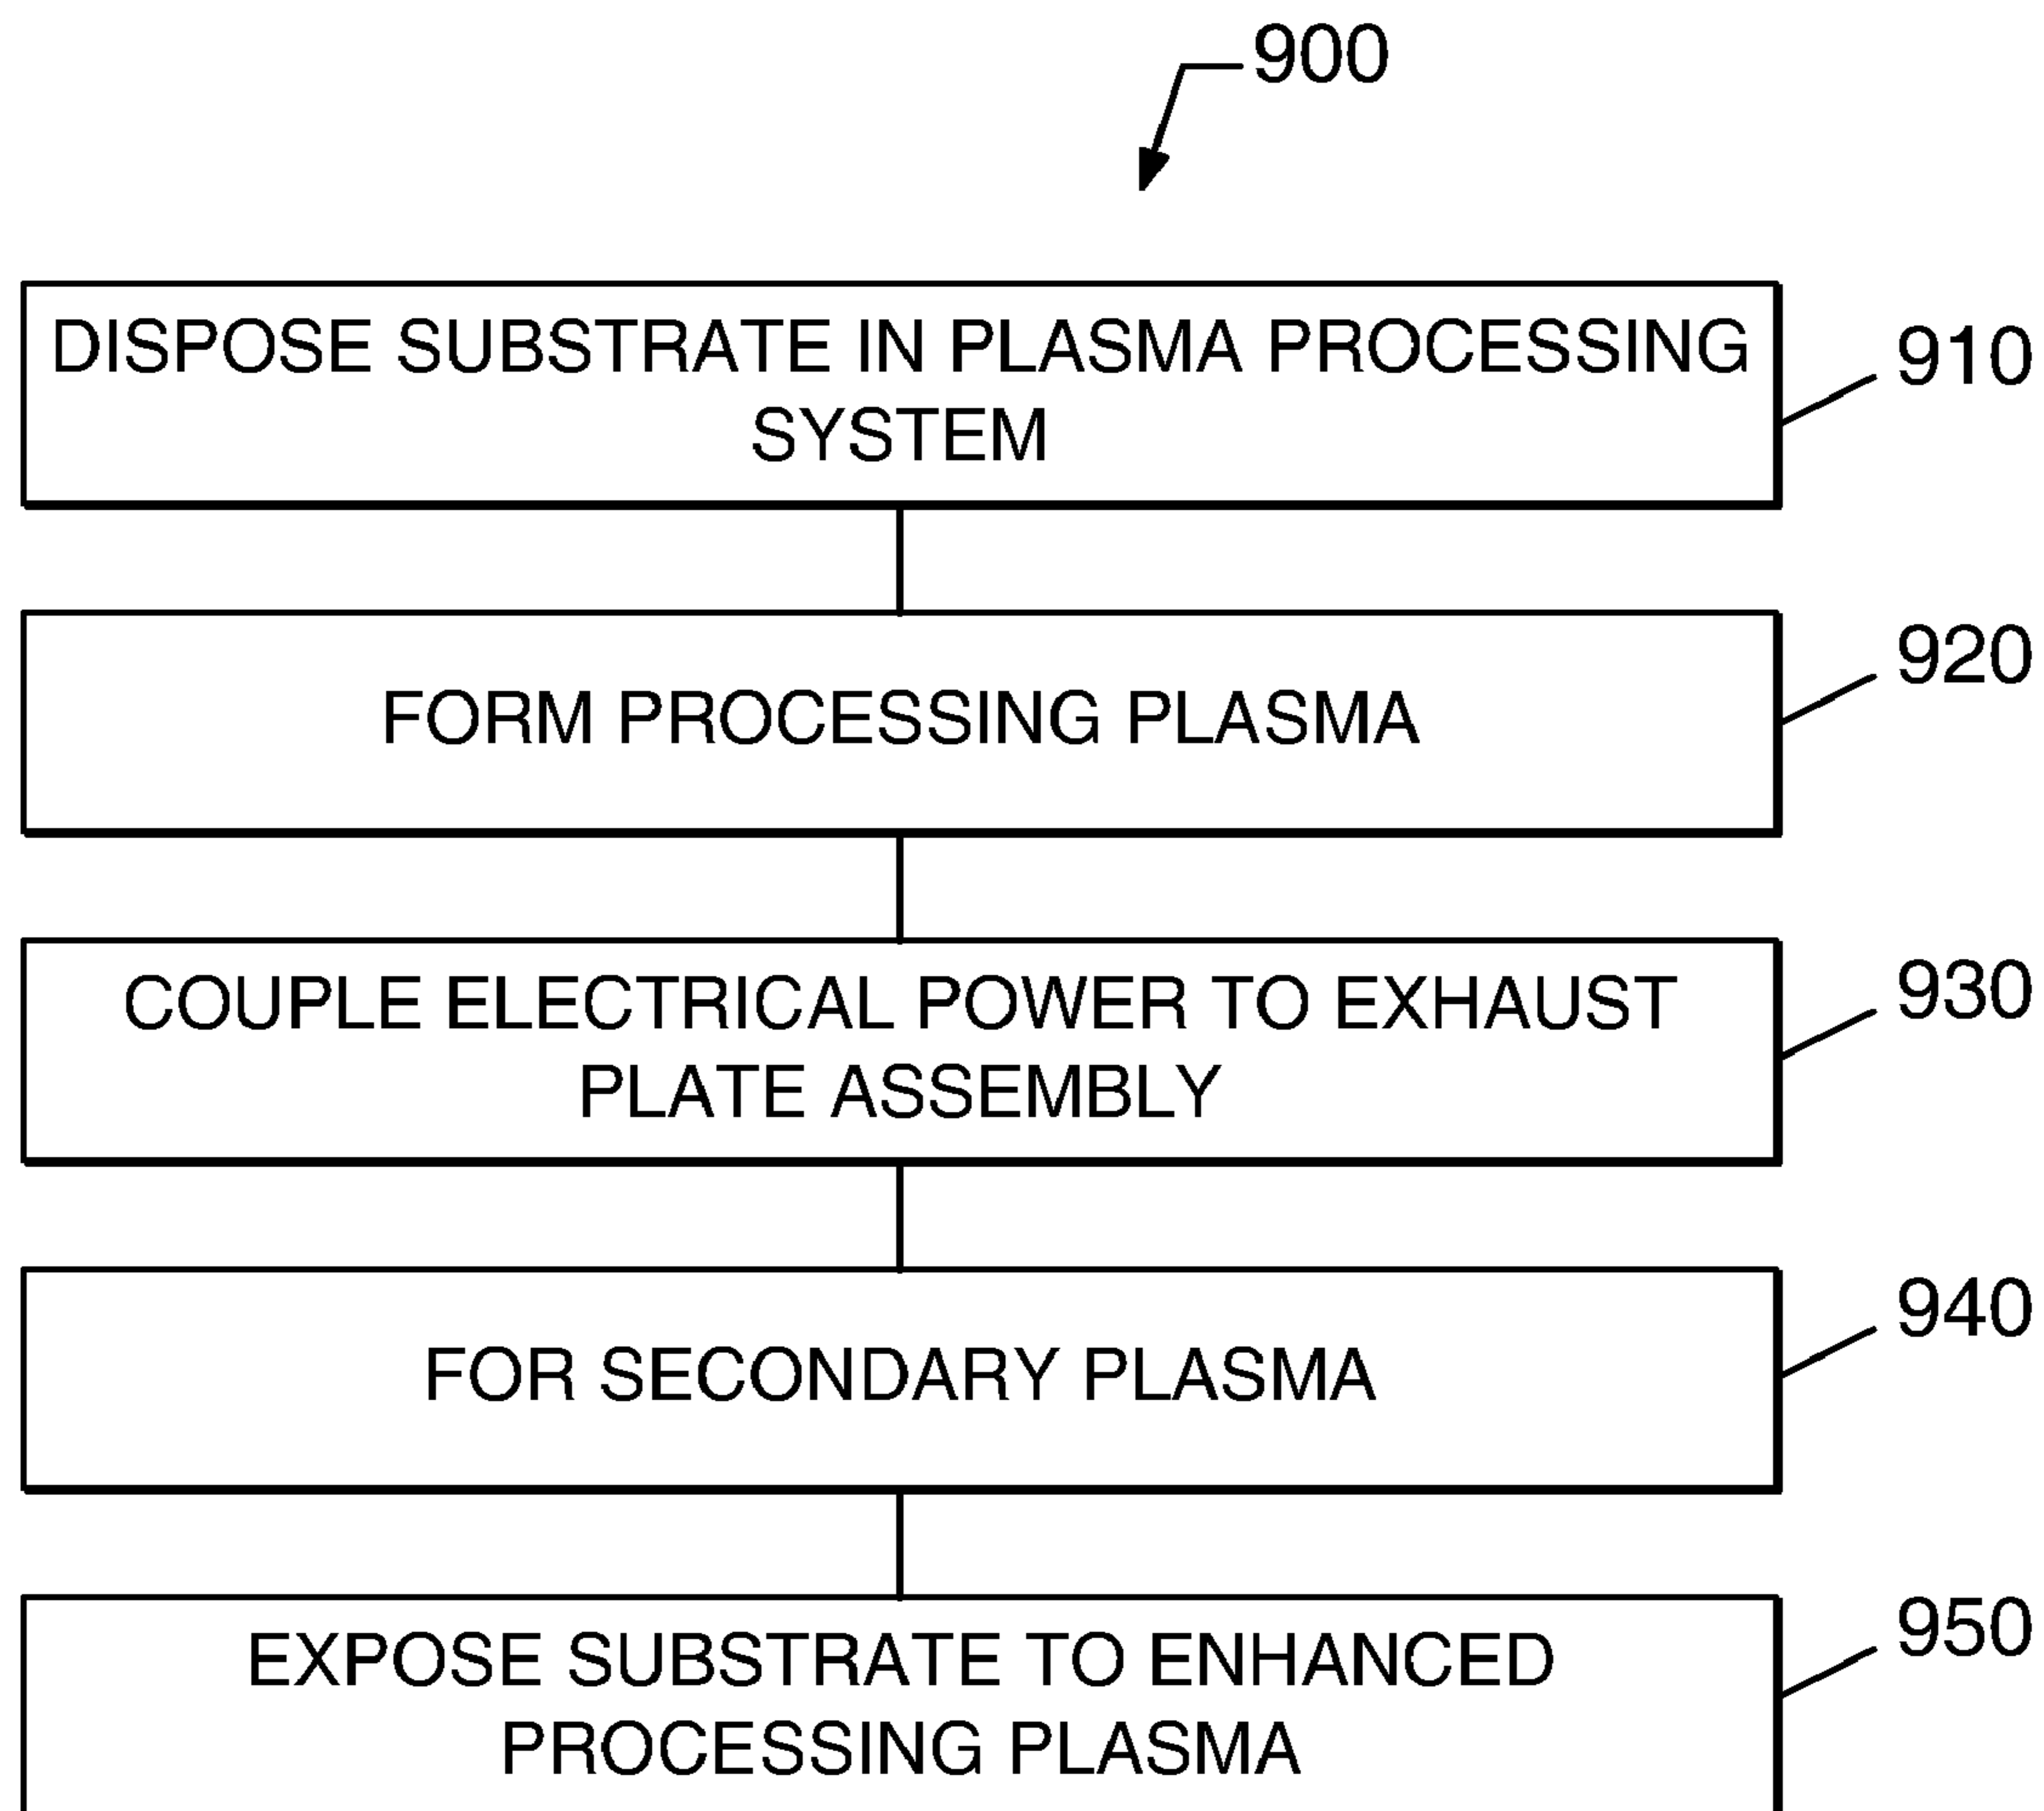 900
DISPOSE SUBSTRATE IN PLASMA PROCESSING
SYSTEM
910
FORM PROCESSING PLASMA
920
COUPLE ELECTRICAL POWER TO EXHAUST
PLATE ASSEMBLY
930
FOR SECONDARY PLASMA
940
EXPOSE SUBSTRATE TO ENHANCED
PROCESSING PLASMA
950